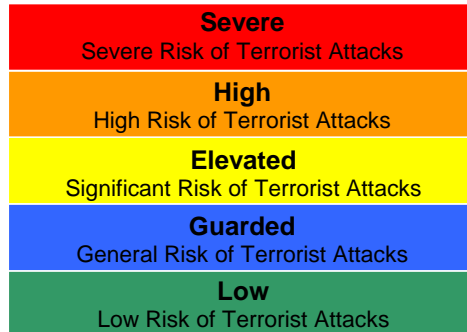 Severe
Severe Risk of Terrorist Attacks
High
High Risk of Terrorist Attacks
Elevated
Significant Risk of Terrorist Attacks
Guarded
General Risk of Terrorist Attacks
Low
Low Risk of Terrorist Attacks